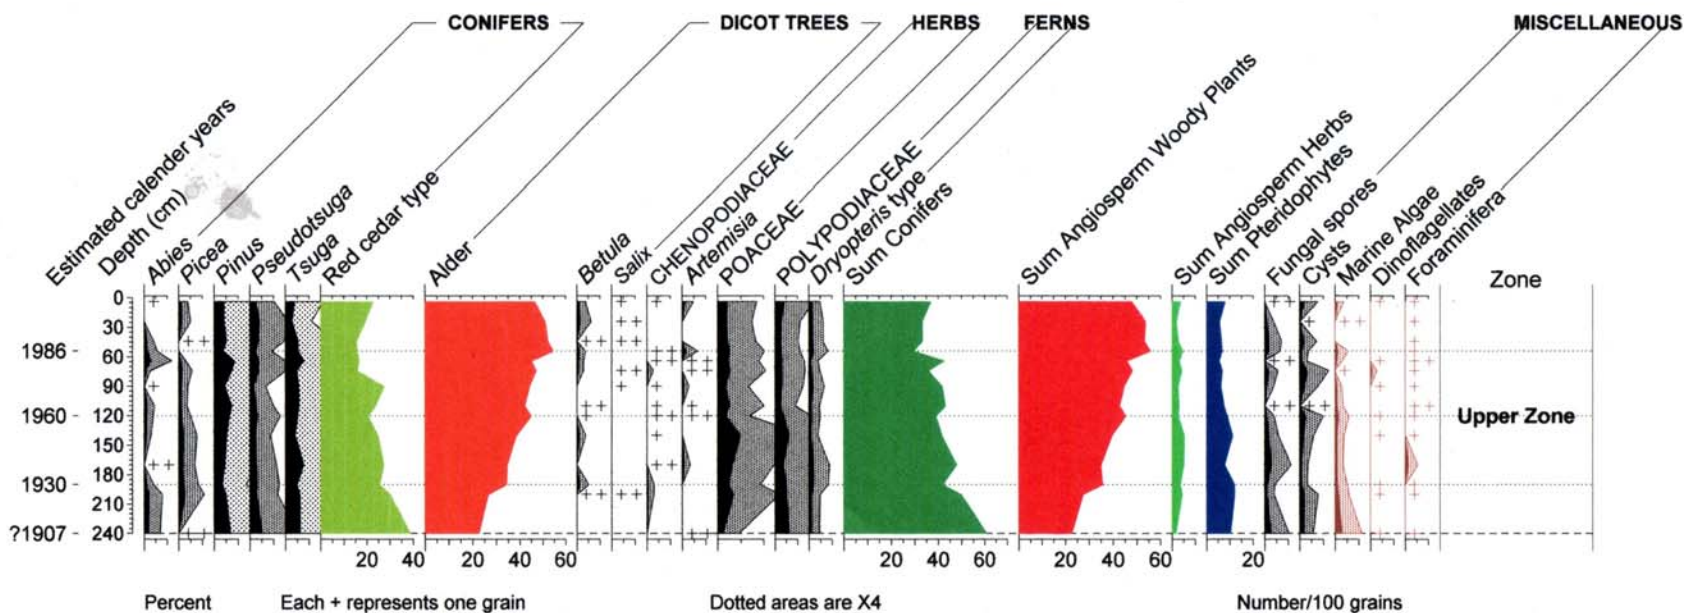 CONIFERS DICOT TREES HERBS FERNS MISCELLANEOUS
Estimated calender years
Depth (cm)
Abies
Picea
Pinus
Pseudotsuga
Tsuga
Red cedar type
Alder
Betula
Salix
CHENOPODIACEAE
Artemisia
POACEAE
POLYPODIACEAE
Dryopteris type
Sum Conifers
Sum Angiosperm Woody Plants
Sum Angiosperm Herbs
Sum Pteridophytes
Fungal spores
Cysts
Marine Algae
Dinoflagellates
Foraminifera
Zone
0
30
1986 60
90
1960 120
150
180
1930 210
?1907 240
Upper Zone
20 20 40 60 20 40 60 20 40 60 20
Percent Each + represents one grain Dotted areas are X4 Number/100 grains